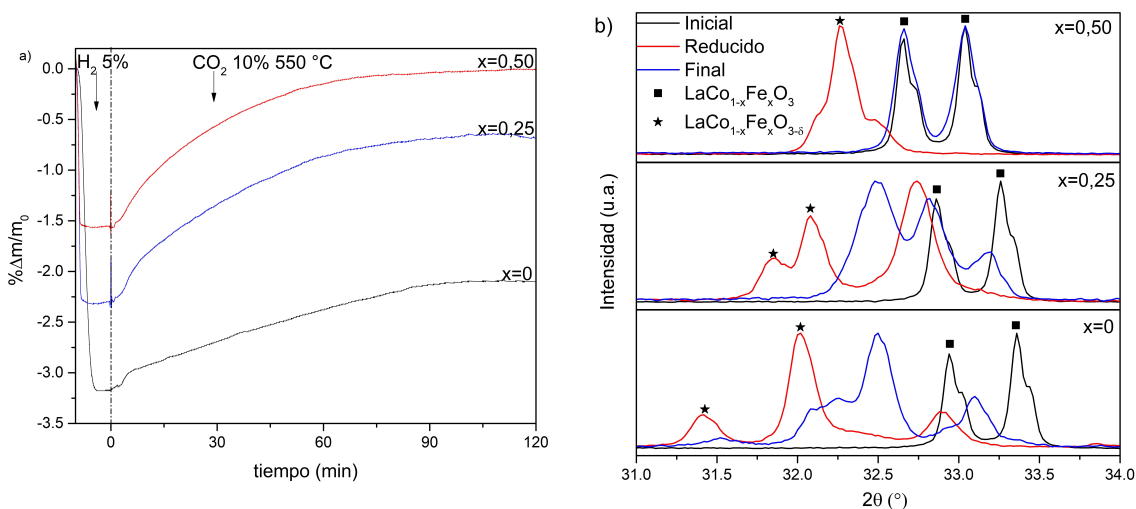 a)
H₂ 5%
CO₂ 10% 550 °C
x=0,50
x=0,25
x=0
0.0
-0.5
-1.0
-1.5
-2.0
-2.5
-3.0
-3.5
%Δm/m₀
0
30
60
90
120
tiempo (min)
b)
Inicial
Reducido
Final
LaCo₁₋ₓFeₓO₃
LaCo₁₋ₓFeₓO₃₋δ
x=0,50
x=0,25
x=0
Intensidad (u.a.)
31.0
31.5
32.0
32.5
33.0
33.5
34.0
2θ (°)